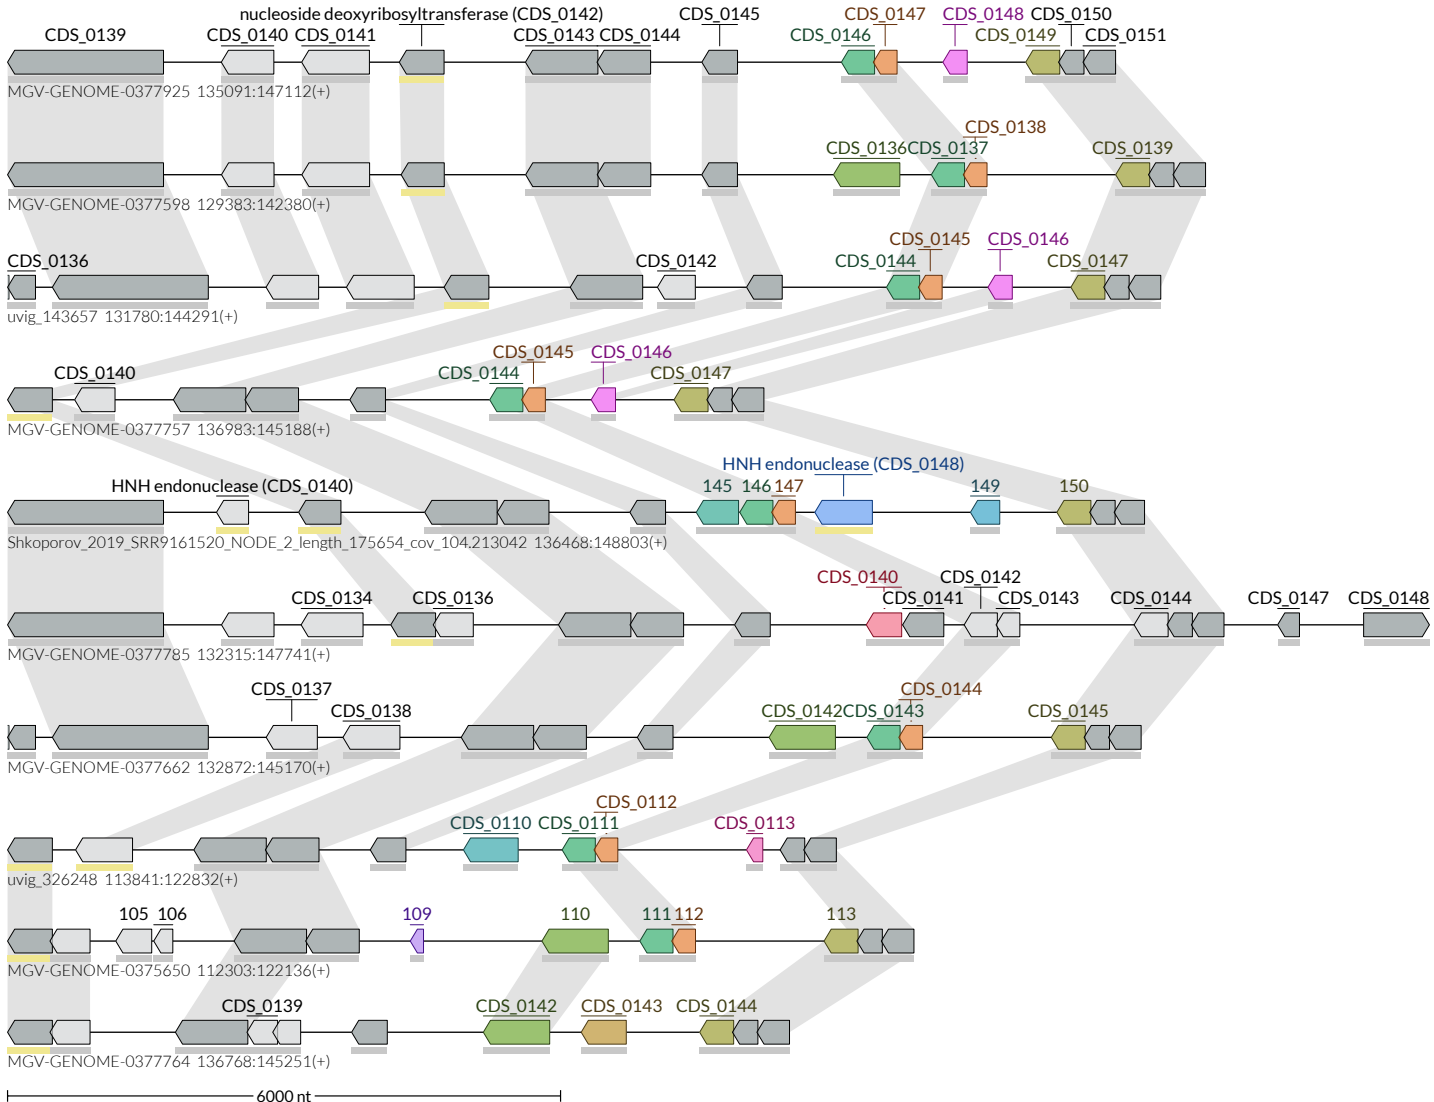 nucleoside deoxyribosyltransferase (CDS_0142) CDS_0145 CDS_0147 CDS_0148 CDS_0150
CDS_0139 CDS_0140 CDS_0141 CDS_0143 CDS_0144 CDS_0146 CDS_0149 CDS_0151
MGV-GENOME-0377925 135091:147112(+)
CDS_0138
CDS_0136 CDS_0137 CDS_0139
MGV-GENOME-0377598 129383:142380(+)
CDS_0145 CDS_0146
CDS_0136 CDS_0142 CDS_0144 CDS_0147
uvig_143657 131780:144291(+)
CDS_0145 CDS_0146
CDS_0140 CDS_0144 CDS_0147
MGV-GENOME-0377757 136983:145188(+)
HNH endonuclease (CDS_0148)
HNH endonuclease (CDS_0140) 145 146 147 149 150
Shkoporov_2019_SRR9161520_NODE_2_length_175654_cov_104.213042 136468:148803(+)
CDS_0140 CDS_0142
CDS_0134 CDS_0136 CDS_0141 CDS_0143 CDS_0144 CDS_0147 CDS_0148
MGV-GENOME-0377785 132315:147741(+)
CDS_0137 CDS_0144
CDS_0138 CDS_0142 CDS_0143 CDS_0145
MGV-GENOME-0377662 132872:145170(+)
CDS_0112
CDS_0110 CDS_0111 CDS_0113
uvig_326248 113841:122832(+)
105 106 109 110 111 112 113
MGV-GENOME-0375650 112303:122136(+)
CDS_0139 CDS_0142 CDS_0143 CDS_0144
MGV-GENOME-0377764 136768:145251(+)
6000 nt